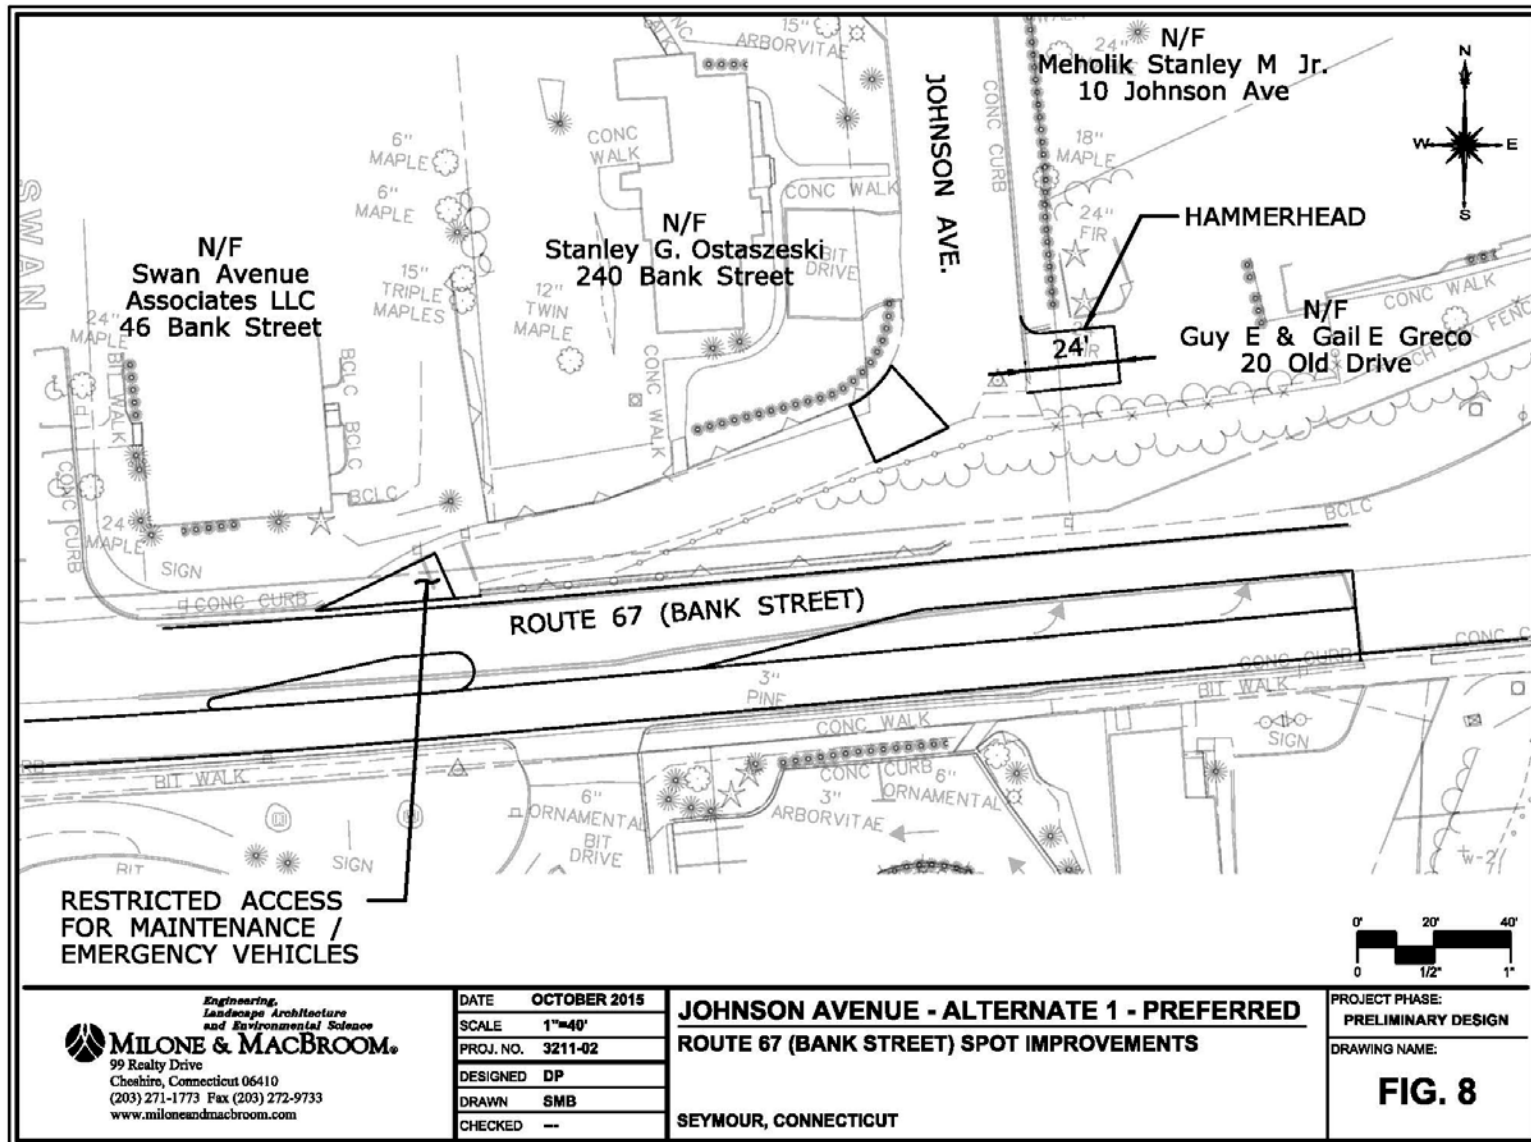 15"
ARBORVITAE
24"
N/F
Meholik Stanley M Jr.
10 Johnson Ave
N
W
E
S
JOHNSON AVE.
CONC CURB
6"
MAPLE
CONC
WALK
18"
MAPLE
6"
MAPLE
CONC WALK
SWAN
N/F
Swan Avenue
Associates LLC
46 Bank Street
N/F
Stanley G. Ostaszeski
240 Bank Street
BIT
DRIVE
24"
FIR
HAMMERHEAD
15"
TRIPLE
MAPLES
12"
TWIN
MAPLE
CONC WALK
N/F
Guy E & Gail E Greco
20 Old Drive
24'
24"
MAPLE
BIT WALK
BCLC
BCLC
BCLC
CONC WALK
CONC CURB
24"
MAPLE
SIGN
CONC CURB
BCLC
ROUTE 67 (BANK STREET)
3"
PINE
CONC CURB
BIT WALK
CONC WALK
SIGN
BIT WALK
CONC CURB
6"
ORNAMENTAL
3"
ARBORVITAE
6"
ORNAMENTAL
BIT
DRIVE
BIT
SIGN
W-2
RESTRICTED ACCESS
FOR MAINTENANCE /
EMERGENCY VEHICLES
0' 20' 40'
0 1/2" 1"
Engineering,
Landscape Architecture
and Environmental Science
MILONE & MACBROOM®
99 Realty Drive
Cheshire, Connecticut 06410
(203) 271-1773 Fax (203) 272-9733
www.miloneandmacbroom.com
DATE OCTOBER 2015
SCALE 1"=40'
PROJ. NO. 3211-02
DESIGNED DP
DRAWN SMB
CHECKED ---
JOHNSON AVENUE - ALTERNATE 1 - PREFERRED
ROUTE 67 (BANK STREET) SPOT IMPROVEMENTS
SEYMOUR, CONNECTICUT
PROJECT PHASE:
PRELIMINARY DESIGN
DRAWING NAME:
FIG. 8